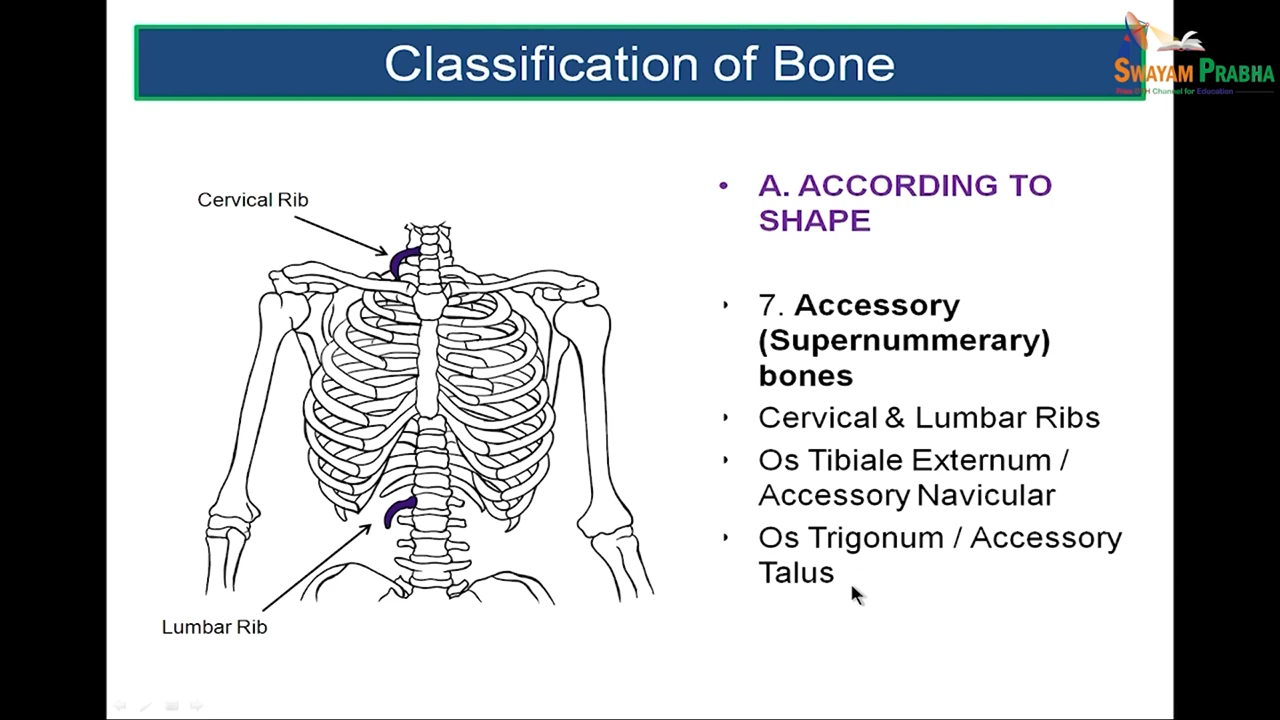 Classification of Bone
SWAYAM PRABHA
Free DTH Channel for Education
Cervical Rib
Lumbar Rib
• A. ACCORDING TO
SHAPE
7. Accessory
(Supernummerary)
bones
Cervical & Lumbar Ribs
Os Tibiale Externum /
Accessory Navicular
Os Trigonum / Accessory
Talus